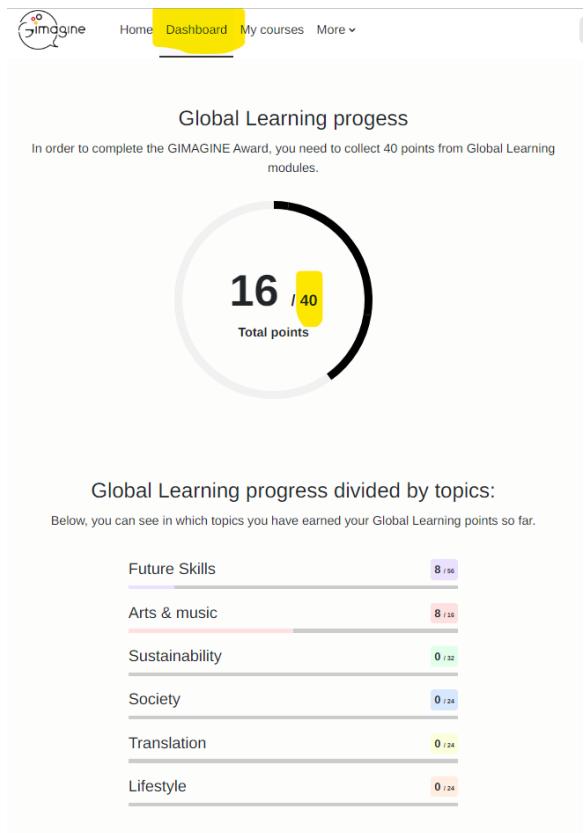 Gimagine Home Dashboard My courses More
Global Learning progess
In order to complete the GIMAGINE Award, you need to collect 40 points from Global Learning
modules.
16 / 40
Total points
Global Learning progress divided by topics:
Below, you can see in which topics you have earned your Global Learning points so far.
Future Skills 8 / 56
Arts & music 8 / 16
Sustainability 0 / 32
Society 0 / 24
Translation 0 / 24
Lifestyle 0 / 24